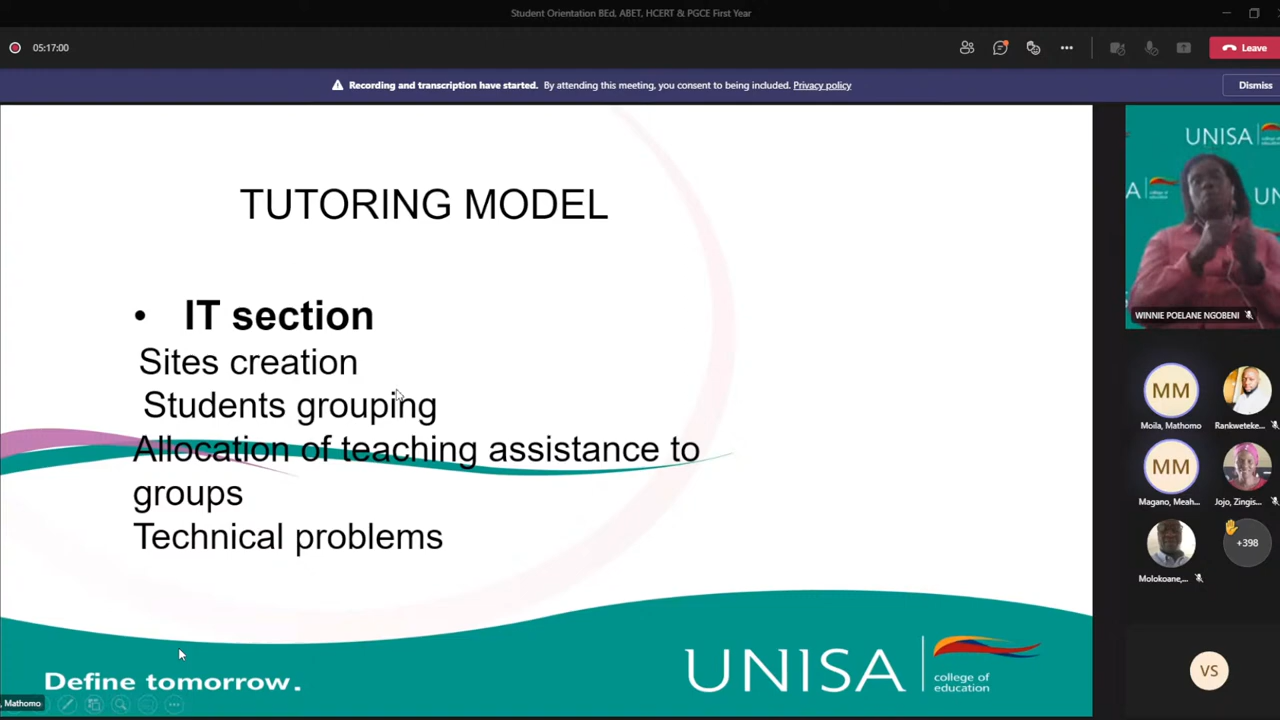 Student Orientation BEd, ABET, HCERT & PGCE First Year
05:17:00
Leave
Recording and transcription have started. By attending this meeting, you consent to being included. Privacy policy
Dismiss
TUTORING MODEL
• IT section
Sites creation
Students grouping
Allocation of teaching assistance to
groups
Technical problems
Define tomorrow.
UNISA
college of
education
, Mathomo
UNISA
WINNIE POELANE NGOBENI
MM
Moila, Mathomo
Rankweteke...
MM
Magano, Meah...
Jojo, Zingis...
Molokoane,...
+398
VS